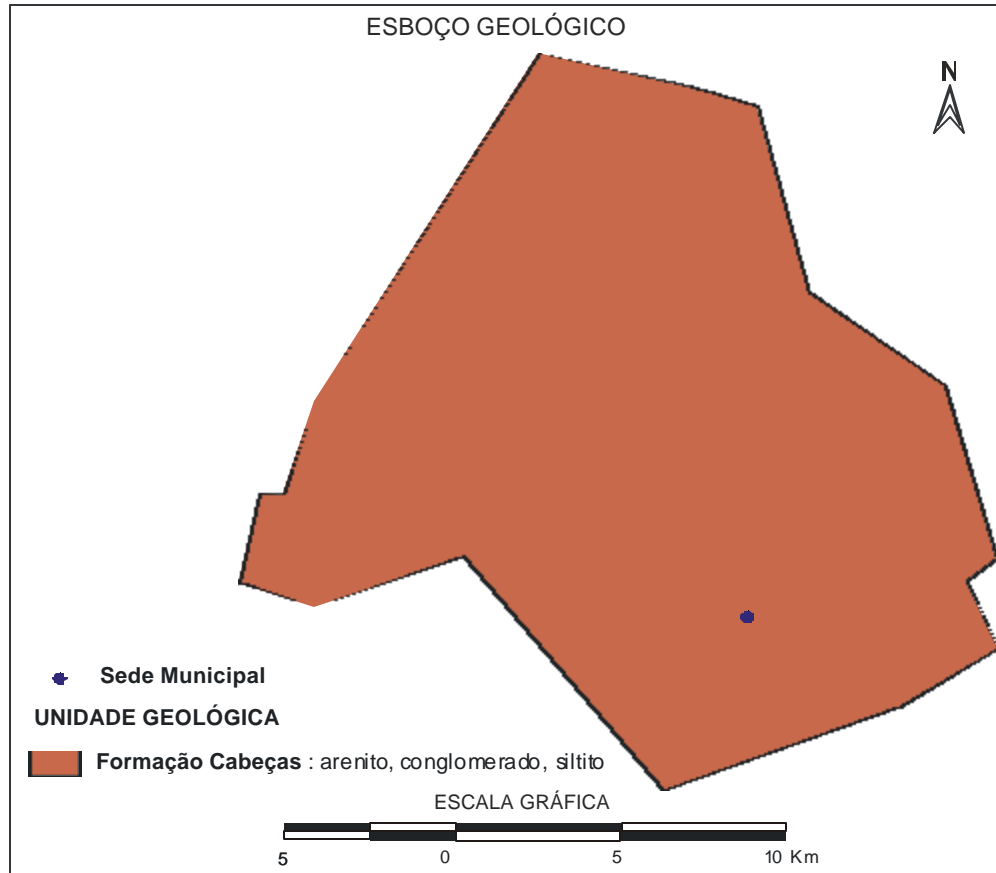 ESBOÇO GEOLÓGICO
N
Sede Municipal
UNIDADE GEOLÓGICA
Formação Cabeças : arenito, conglomerado, siltito
ESCALA GRÁFICA
5 0 5 10 Km